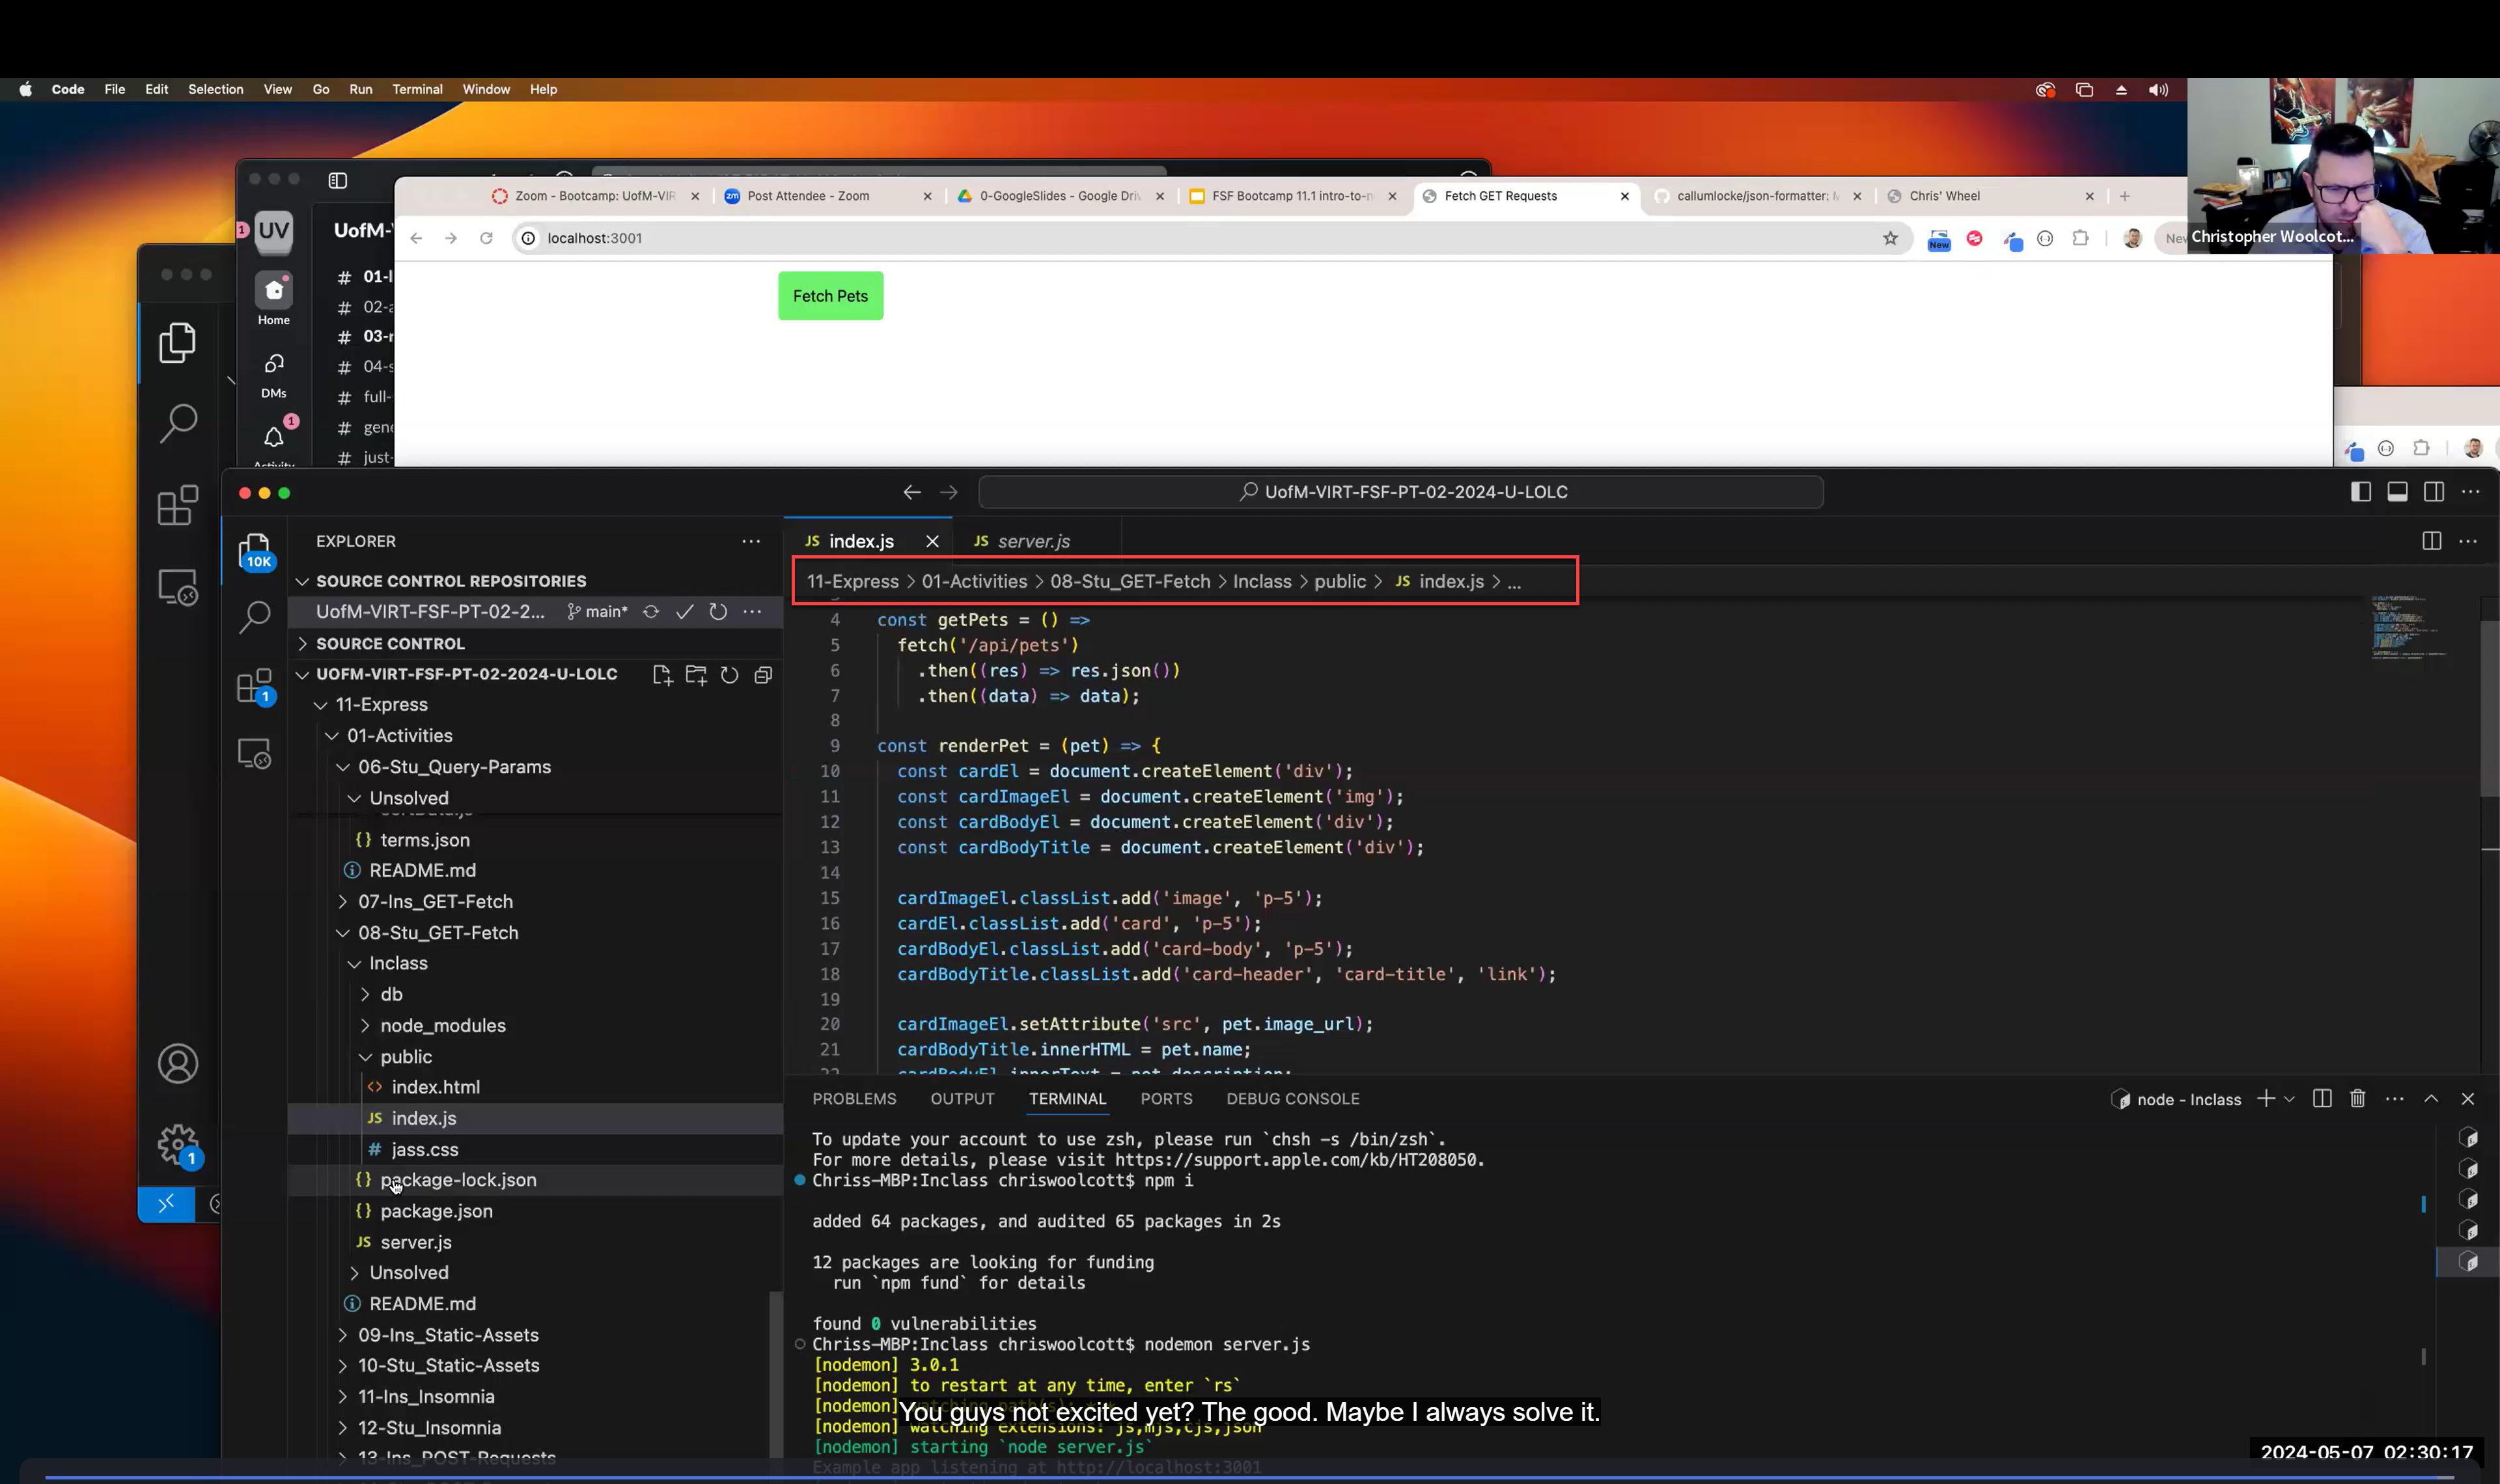 Code File Edit Selection View Go Run Terminal Window Help
Zoom - Bootcamp: UofM-VIR
Post Attendee - Zoom
0-GoogleSlides - Google Driv
FSF Bootcamp 11.1 intro-to-n
Fetch GET Requests
callumlocke/json-formatter: M
Chris' Wheel
localhost:3001
New
Christopher Woolcot...
Fetch Pets
1
UV
UofM-
Home
DMs
1
# 01-
# 02-
# 03-
# 04-s
# full-
# gene
# just-
UofM-VIRT-FSF-PT-02-2024-U-LOLC
10K
1
1
EXPLORER
SOURCE CONTROL REPOSITORIES
UofM-VIRT-FSF-PT-02-2... main*
SOURCE CONTROL
UOFM-VIRT-FSF-PT-02-2024-U-LOLC
11-Express
01-Activities
06-Stu_Query-Params
Unsolved
{} terms.json
README.md
07-Ins_GET-Fetch
08-Stu_GET-Fetch
Inclass
db
node_modules
public
<> index.html
JS index.js
# jass.css
{} package-lock.json
{} package.json
JS server.js
Unsolved
README.md
09-Ins_Static-Assets
10-Stu_Static-Assets
11-Ins_Insomnia
12-Stu_Insomnia
13-Ins_POST-Requests
JS index.js
JS server.js
11-Express > 01-Activities > 08-Stu_GET-Fetch > Inclass > public > JS index.js > ...
4 const getPets = () =>
5 fetch('/api/pets')
6 .then((res) => res.json())
7 .then((data) => data);
8
9 const renderPet = (pet) => {
10 const cardEl = document.createElement('div');
11 const cardImageEl = document.createElement('img');
12 const cardBodyEl = document.createElement('div');
13 const cardBodyTitle = document.createElement('div');
14
15 cardImageEl.classList.add('image', 'p-5');
16 cardEl.classList.add('card', 'p-5');
17 cardBodyEl.classList.add('card-body', 'p-5');
18 cardBodyTitle.classList.add('card-header', 'card-title', 'link');
19
20 cardImageEl.setAttribute('src', pet.image_url);
21 cardBodyTitle.innerHTML = pet.name;
22 cardBodyEl.innerText = pet.description;
PROBLEMS OUTPUT TERMINAL PORTS DEBUG CONSOLE
node - Inclass
To update your account to use zsh, please run `chsh -s /bin/zsh`.
For more details, please visit https://support.apple.com/kb/HT208050.
Chriss-MBP:Inclass chriswoolcott$ npm i
added 64 packages, and audited 65 packages in 2s
12 packages are looking for funding
run `npm fund` for details
found 0 vulnerabilities
Chriss-MBP:Inclass chriswoolcott$ nodemon server.js
[nodemon] 3.0.1
[nodemon] to restart at any time, enter `rs`
[nodemon]
You guys not excited yet? The good. Maybe I always solve it.
[nodemon] watching extensions: js,mjs,cjs,json
[nodemon] starting `node server.js`
Example app listening at http://localhost:3001
2024-05-07 02:30:17